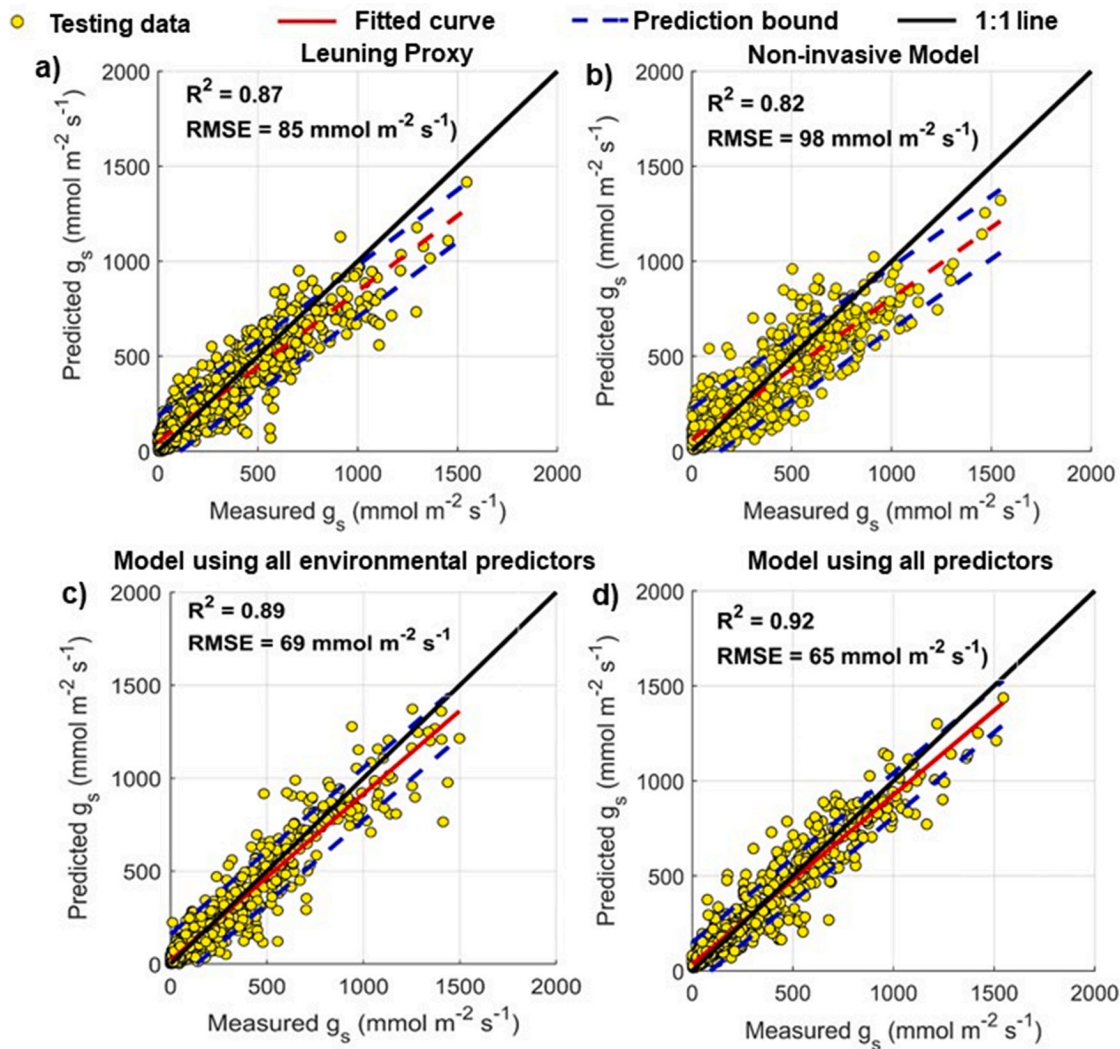 Testing data Fitted curve Prediction bound 1:1 line
a) Leuning Proxy
R² = 0.87
RMSE = 85 mmol m⁻² s⁻¹)
Predicted gₛ (mmol m⁻² s⁻¹)
2000
1500
1000
500
0
0 500 1000 1500 2000
Measured gₛ (mmol m⁻² s⁻¹)
b) Non-invasive Model
R² = 0.82
RMSE = 98 mmol m⁻² s⁻¹)
Predicted gₛ (mmol m⁻² s⁻¹)
2000
1500
1000
500
0
0 500 1000 1500 2000
Measured gₛ (mmol m⁻² s⁻¹)
Model using all environmental predictors
c)
R² = 0.89
RMSE = 69 mmol m⁻² s⁻¹
Predicted gₛ (mmol m⁻² s⁻¹)
2000
1500
1000
500
0
0 500 1000 1500 2000
Measured gₛ (mmol m⁻² s⁻¹)
Model using all predictors
d)
R² = 0.92
RMSE = 65 mmol m⁻² s⁻¹)
Predicted gₛ (mmol m⁻² s⁻¹)
2000
1500
1000
500
0
0 500 1000 1500 2000
Measured gₛ (mmol m⁻² s⁻¹)